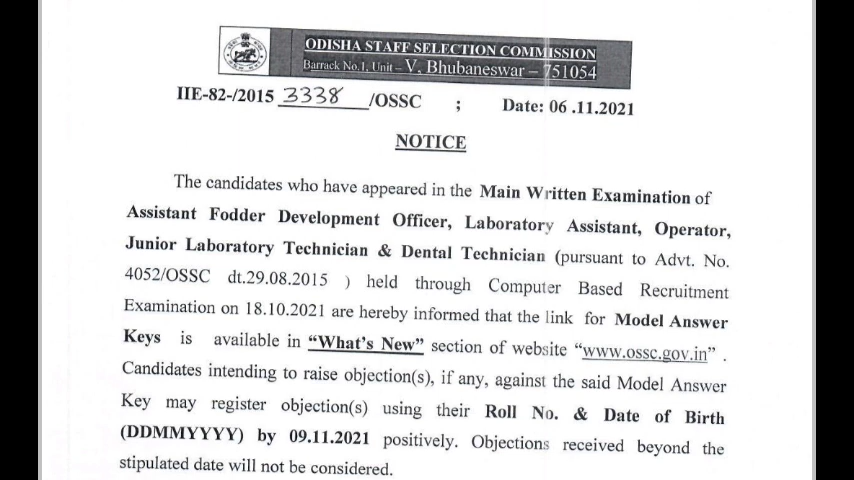 ODISHA STAFF SELECTION COMMISSION
Barrack No.1, Unit – V, Bhubaneswar – 751054
IIE-82-/2015 3338 /OSSC ; Date: 06 .11.2021
NOTICE
The candidates who have appeared in the Main Written Examination of
Assistant Fodder Development Officer, Laboratory Assistant, Operator,
Junior Laboratory Technician & Dental Technician (pursuant to Advt. No.
4052/OSSC dt.29.08.2015 ) held through Computer Based Recruitment
Examination on 18.10.2021 are hereby informed that the link for Model Answer
Keys is available in “What’s New” section of website “www.ossc.gov.in” .
Candidates intending to raise objection(s), if any, against the said Model Answer
Key may register objection(s) using their Roll No. & Date of Birth
(DDMMYYYY) by 09.11.2021 positively. Objections received beyond the
stipulated date will not be considered.